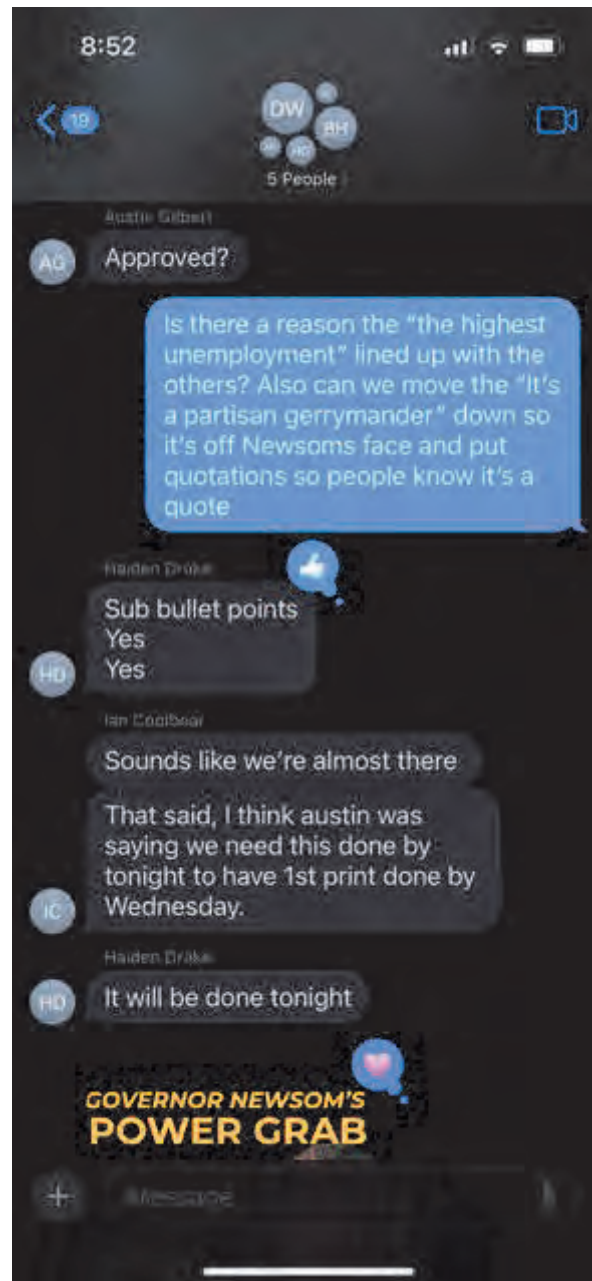 8:52
19
DW
BH
HD
5 People
Austin Gilbert
AG
Approved?
Is there a reason the “the highest
unemployment” lined up with the
others? Also can we move the “It’s
a partisan gerrymander” down so
it’s off Newsoms face and put
quotations so people know it’s a
quote
Haiden Drake
Sub bullet points
Yes
Yes
HD
Ian Coolbear
Sounds like we’re almost there
That said, I think austin was
saying we need this done by
tonight to have 1st print done by
Wednesday.
IC
Haiden Drake
HD
It will be done tonight
GOVERNOR NEWSOM’S
POWER GRAB
iMessage